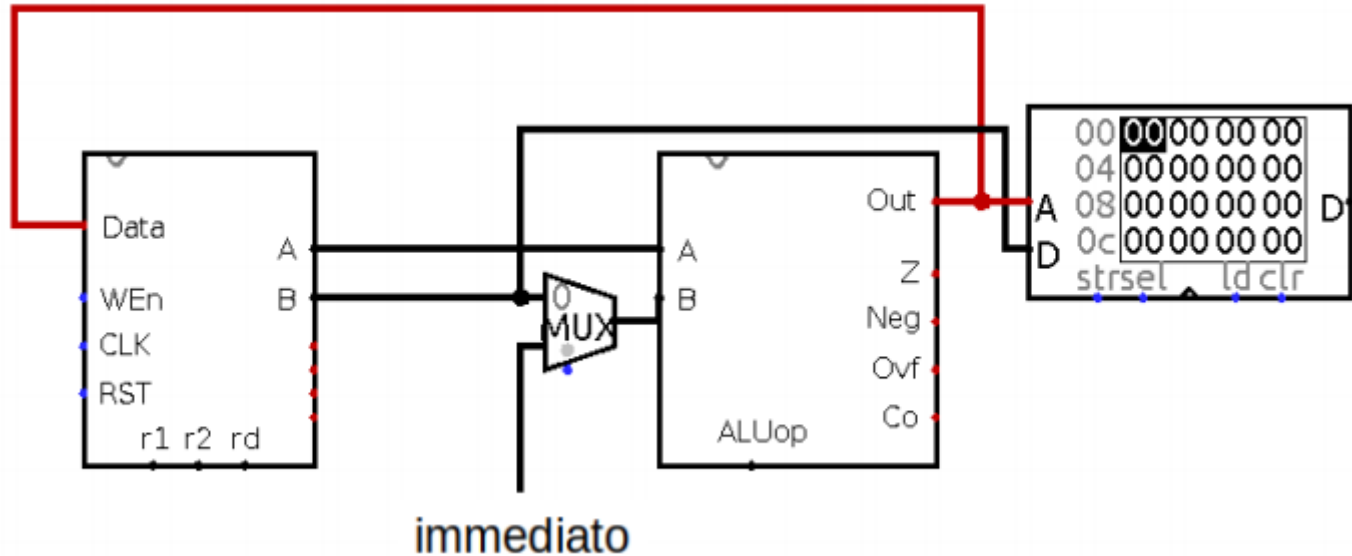 Data
A
B
WEn
CLK
RST
r1 r2 rd
0
MUX
immediato
A
B
Out
Z
Neg
Ovf
Co
ALUop
A
D
00 00 00 00 00
04 00 00 00 00
08 00 00 00 00
0c 00 00 00 00
str sel ld clr
D